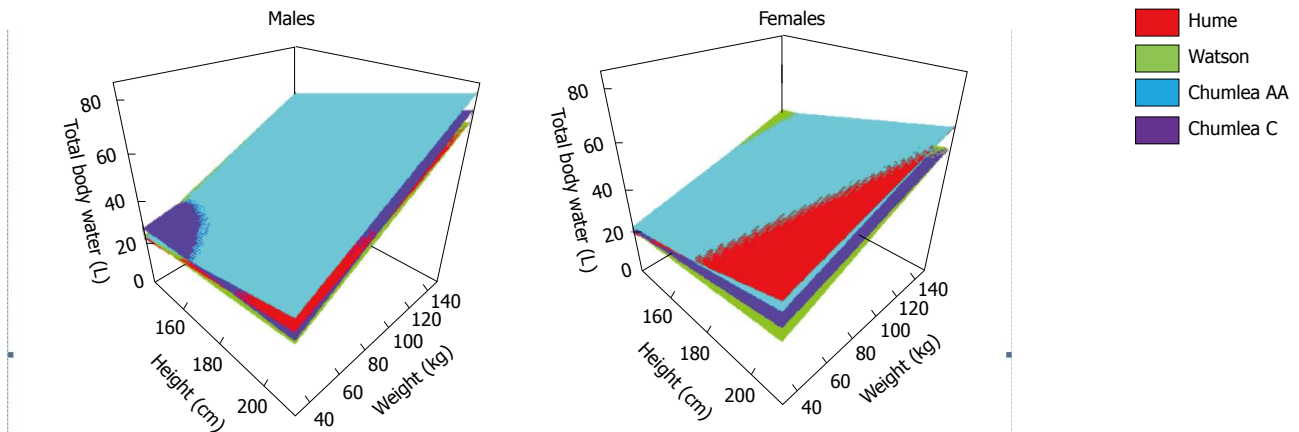 Males
80
60
40
20
0
Total body water (L)
160
180
200
Height (cm)
40
60
80
100
120
140
Weight (kg)
Females
80
60
40
20
0
Total body water (L)
160
180
200
Height (cm)
40
60
80
100
120
140
Weight (kg)
Hume
Watson
Chumlea AA
Chumlea C